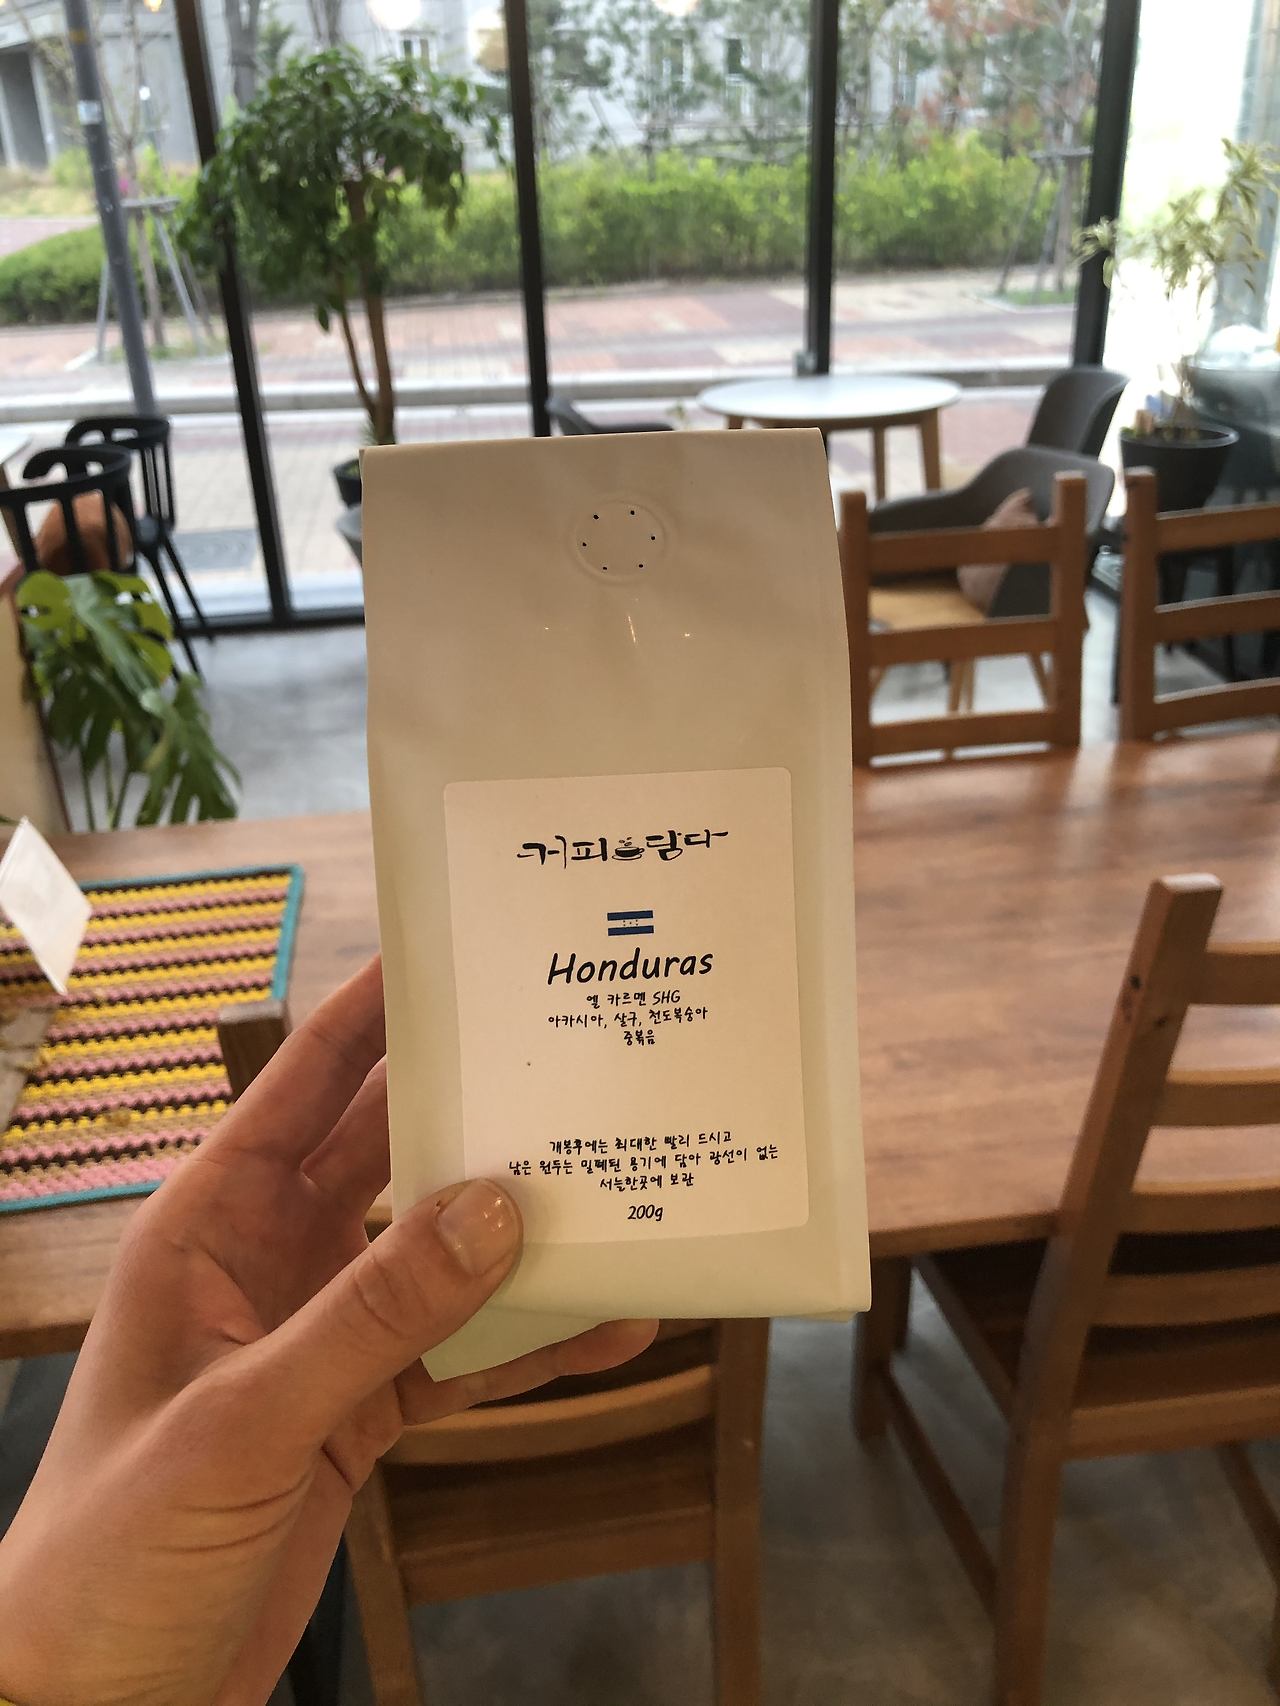 커피담다
Honduras
엘 카르멘 SHG
아카시아, 살구, 천도복숭아
중볶음
개봉후에는 최대한 빨리 드시고
남은 원두는 밀폐된 용기에 담아 광선이 없는
서늘한곳에 보관
200g